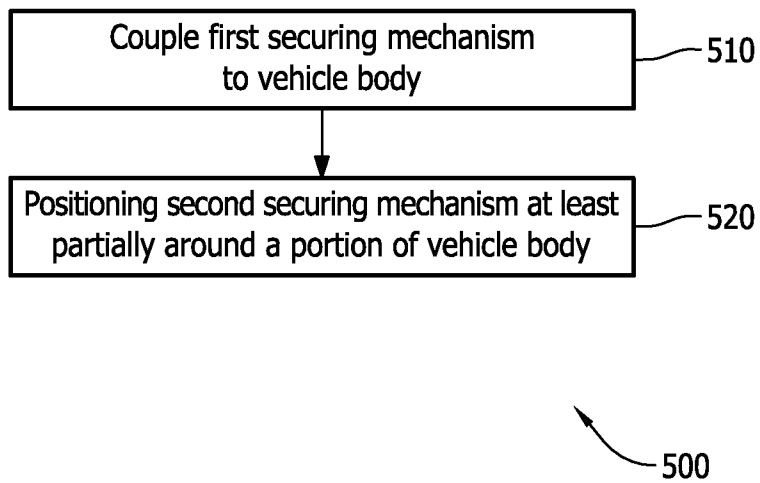 Couple first securing mechanism
to vehicle body
510
Positioning second securing mechanism at least
partially around a portion of vehicle body
520
500